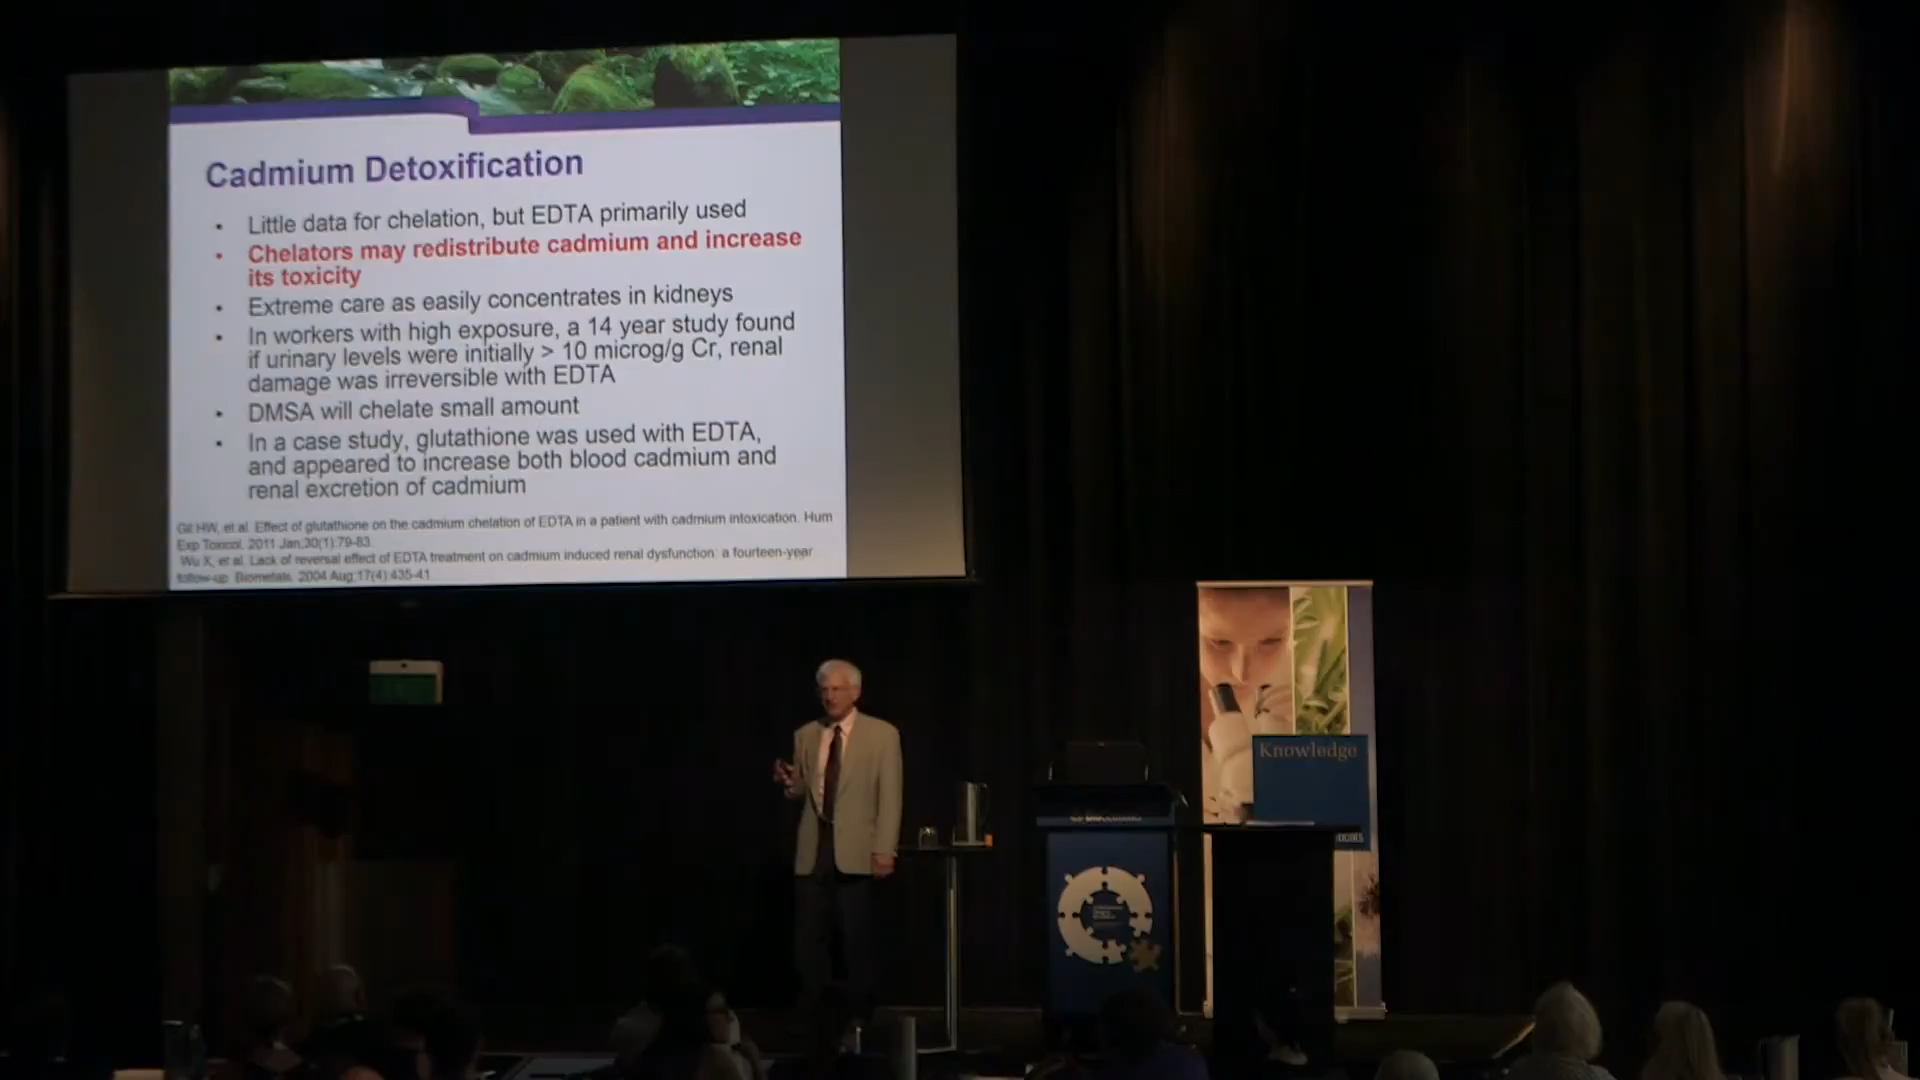 Cadmium Detoxification
• Little data for chelation, but EDTA primarily used
• Chelators may redistribute cadmium and increase
its toxicity
• Extreme care as easily concentrates in kidneys
• In workers with high exposure, a 14 year study found
if urinary levels were initially > 10 microg/g Cr, renal
damage was irreversible with EDTA
• DMSA will chelate small amount
• In a case study, glutathione was used with EDTA,
and appeared to increase both blood cadmium and
renal excretion of cadmium
Gil HW, et al. Effect of glutathione on the cadmium chelation of EDTA in a patient with cadmium intoxication. Hum
Exp Toxicol. 2011 Jan;30(1):79-83.
Wu X, et al. Lack of reversal effect of EDTA treatment on cadmium induced renal dysfunction: a fourteen-year
follow-up. Biometals. 2004 Aug;17(4):435-41
Knowledge